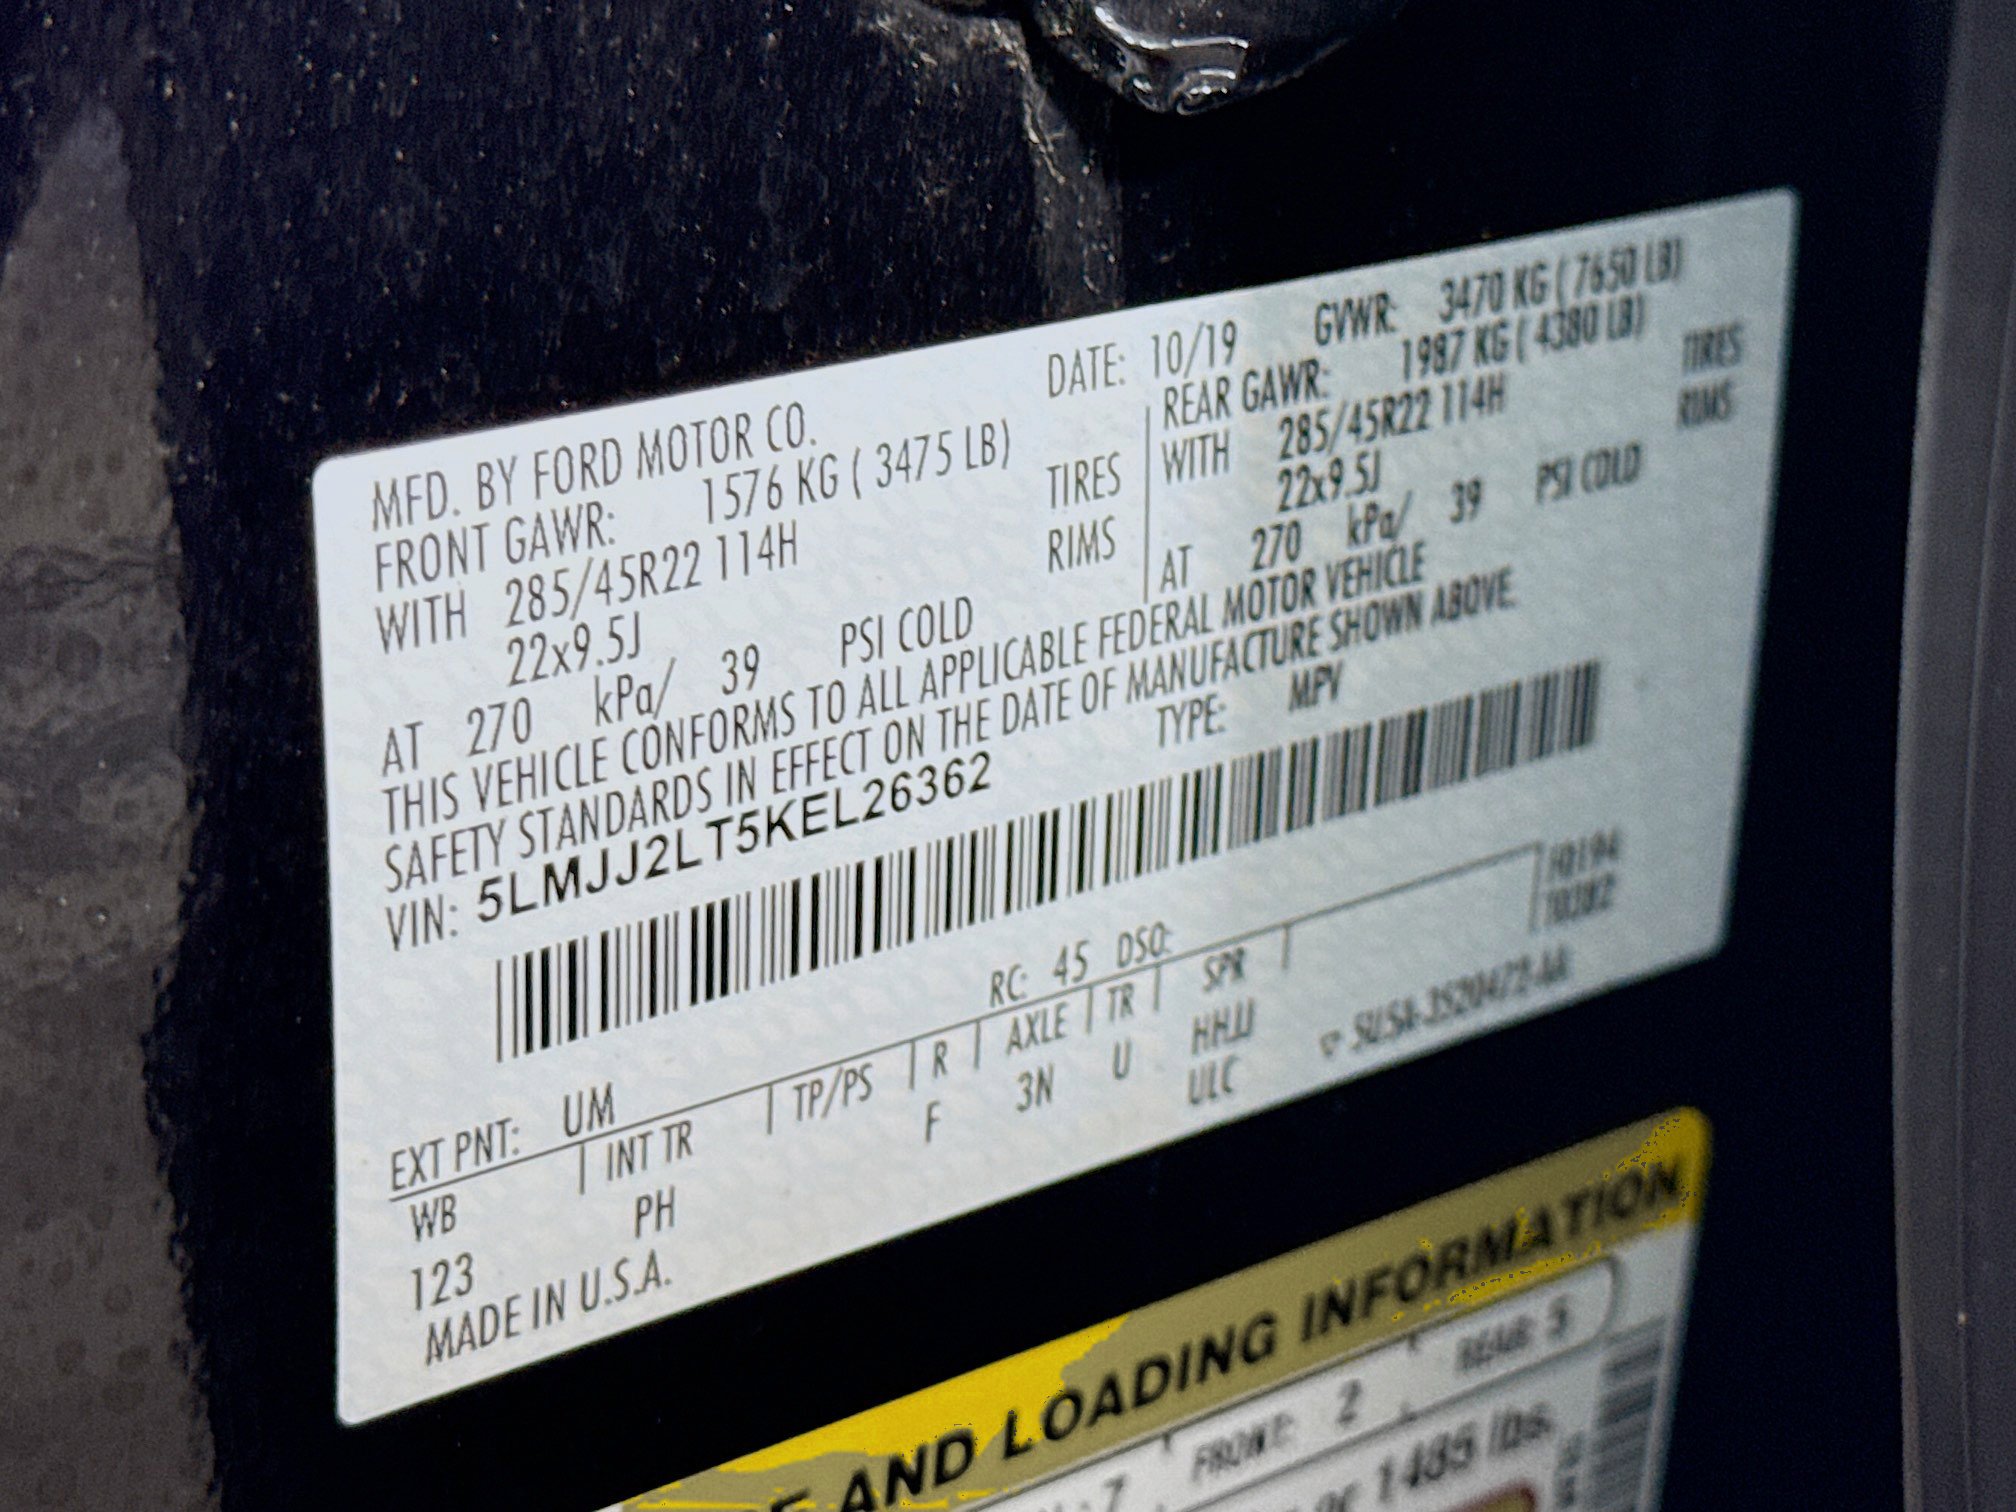 MFD. BY FORD MOTOR CO. DATE: 10/19 GVWR: 3470 KG ( 7650 LB)
FRONT GAWR: 1576 KG ( 3475 LB) REAR GAWR: 1987 KG ( 4380 LB)
WITH 285/45R22 114H TIRES WITH 285/45R22 114H TIRES
22x9.5J RIMS 22x9.5J RIMS
AT 270 kPa/ 39 PSI COLD AT 270 kPa/ 39 PSI COLD
THIS VEHICLE CONFORMS TO ALL APPLICABLE FEDERAL MOTOR VEHICLE
SAFETY STANDARDS IN EFFECT ON THE DATE OF MANUFACTURE SHOWN ABOVE.
VIN: 5LMJJ2LT5KEL26362 TYPE: MPV
EXT PNT: UM RC: 45 DSO:
WB INT TR TP/PS R AXLE TR SPR
123 PH F 3N U HHJJ
ULC
MADE IN U.S.A.
AND LOADING INFORMATION
7 FRONT: 2 REAR: 5
1485 lbs.